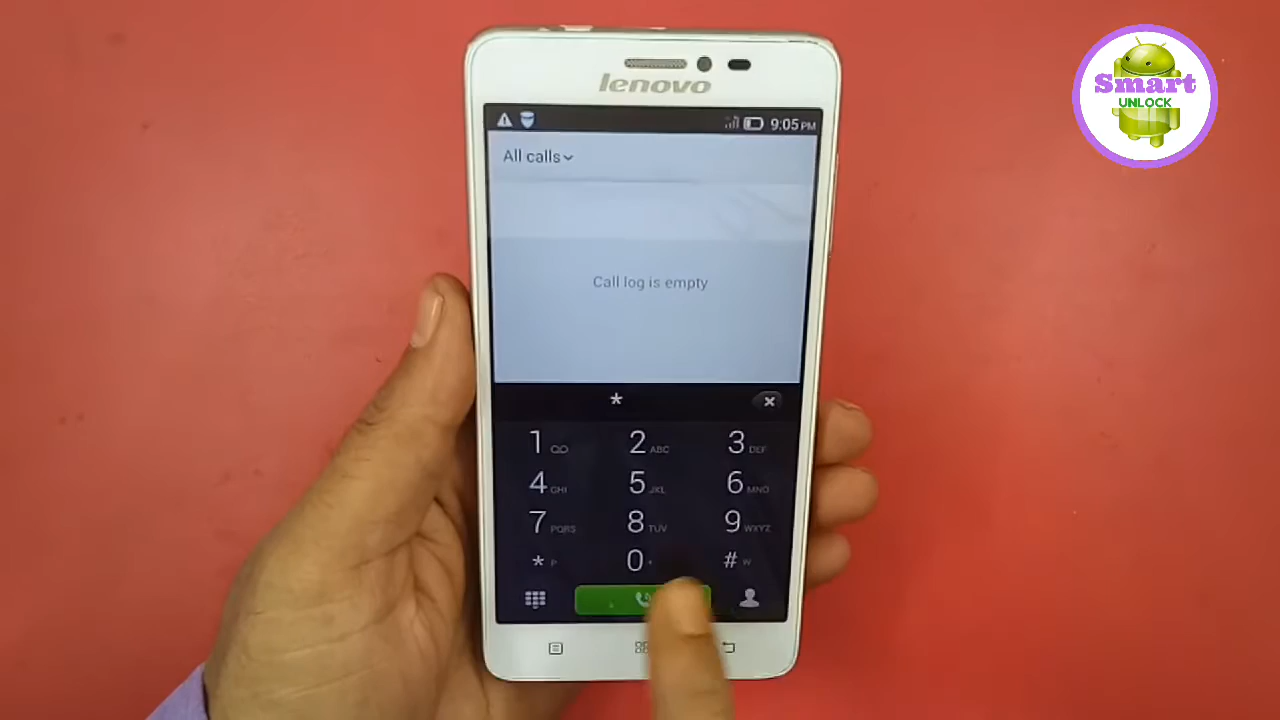 lenovo
9:05 PM
All calls
Call log is empty
*
1 2 ABC 3 DEF
4 GHI 5 JKL 6 MNO
7 PQRS 8 TUV 9 WXYZ
* P 0 + # W
Smart
UNLOCK